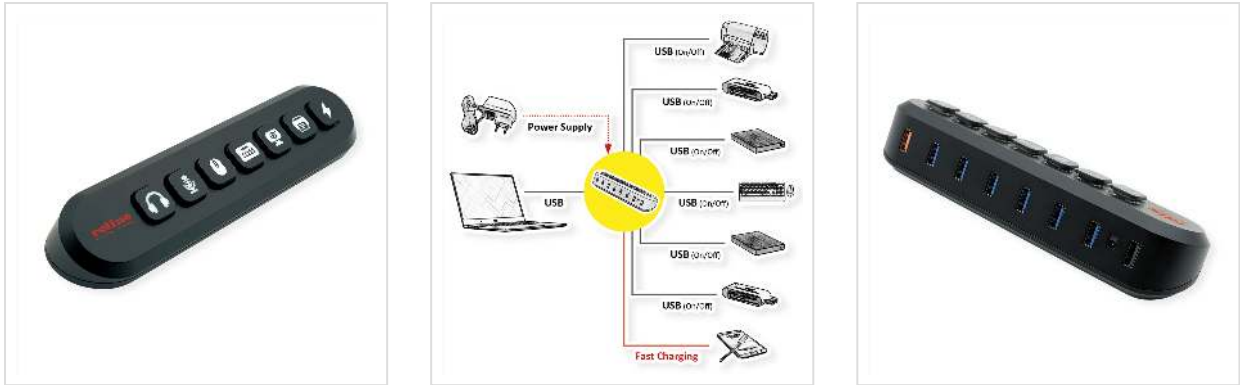 roline
USB (On/Off)
USB (On/Off)
Power Supply
USB (On/Off)
USB
USB (On/Off)
USB (On/Off)
USB (On/Off)
Fast Charging